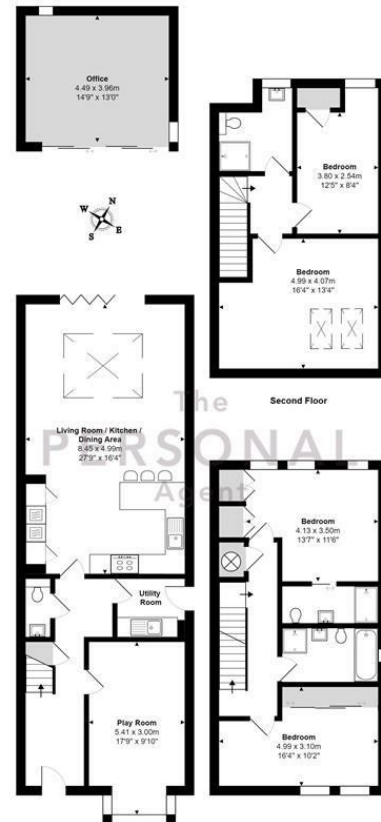 Office
4.49 x 3.96m
14'9" x 13'0"
N
W
E
S
Bedroom
3.80 x 2.54m
12'5" x 8'4"
Bedroom
4.99 x 4.07m
16'4" x 13'4"
Second Floor
The
PERSONAL
Agent
Living Room / Kitchen /
Dining Area
8.45 x 4.99m
27'9" x 16'4"
Utility
Room
Play Room
5.41 x 3.00m
17'9" x 9'10"
Bedroom
4.13 x 3.50m
13'7" x 11'6"
Bedroom
4.99 x 3.10m
16'4" x 10'2"